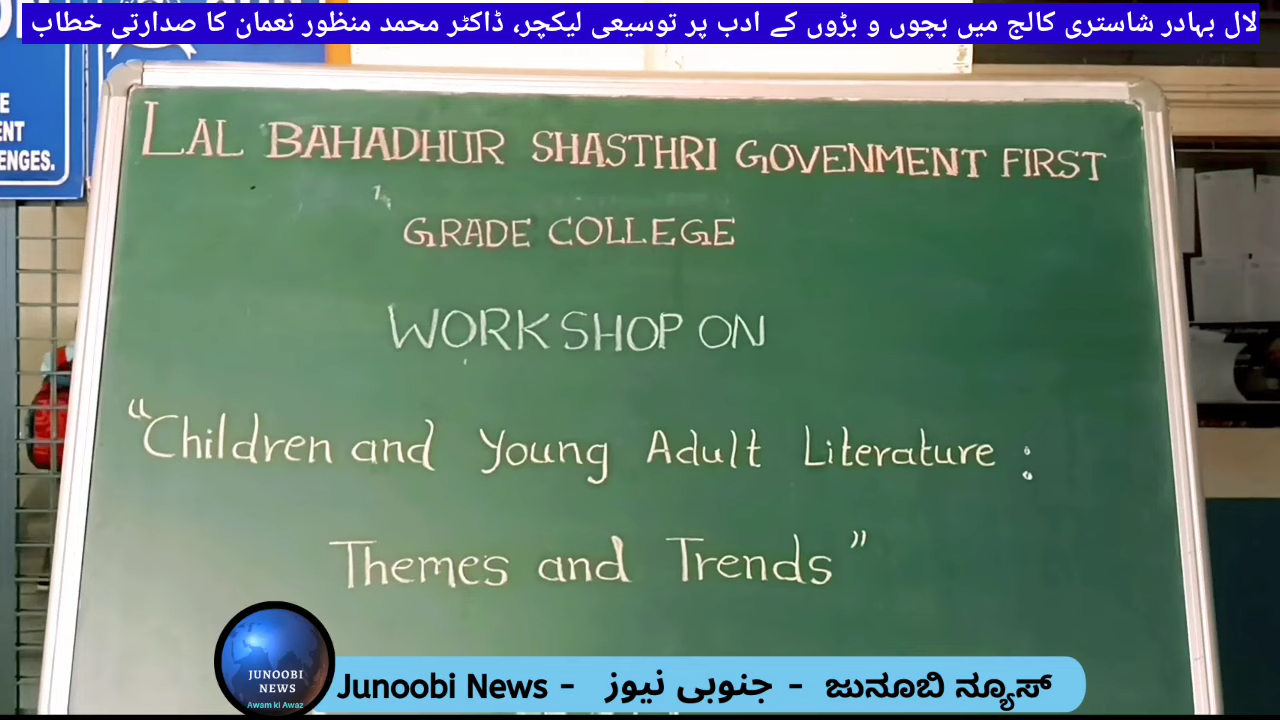 لال بہادر شاستری کالج میں بچوں و بڑوں کے ادب پر توسیعی لیکچر، ڈاکٹر محمد منظور نعمان کا صدارتی خطاب
ENGES.
LAL BAHADHUR SHASTHRI GOVENMENT FIRST
GRADE COLLEGE
WORKSHOP ON
“Children and Young Adult Literature :
Themes and Trends”
JUNOOBI
NEWS
Awam ki Awaz
Junoobi News - جنوبی نیوز - ಜುನೂಬಿ ನ್ಯೂಸ್